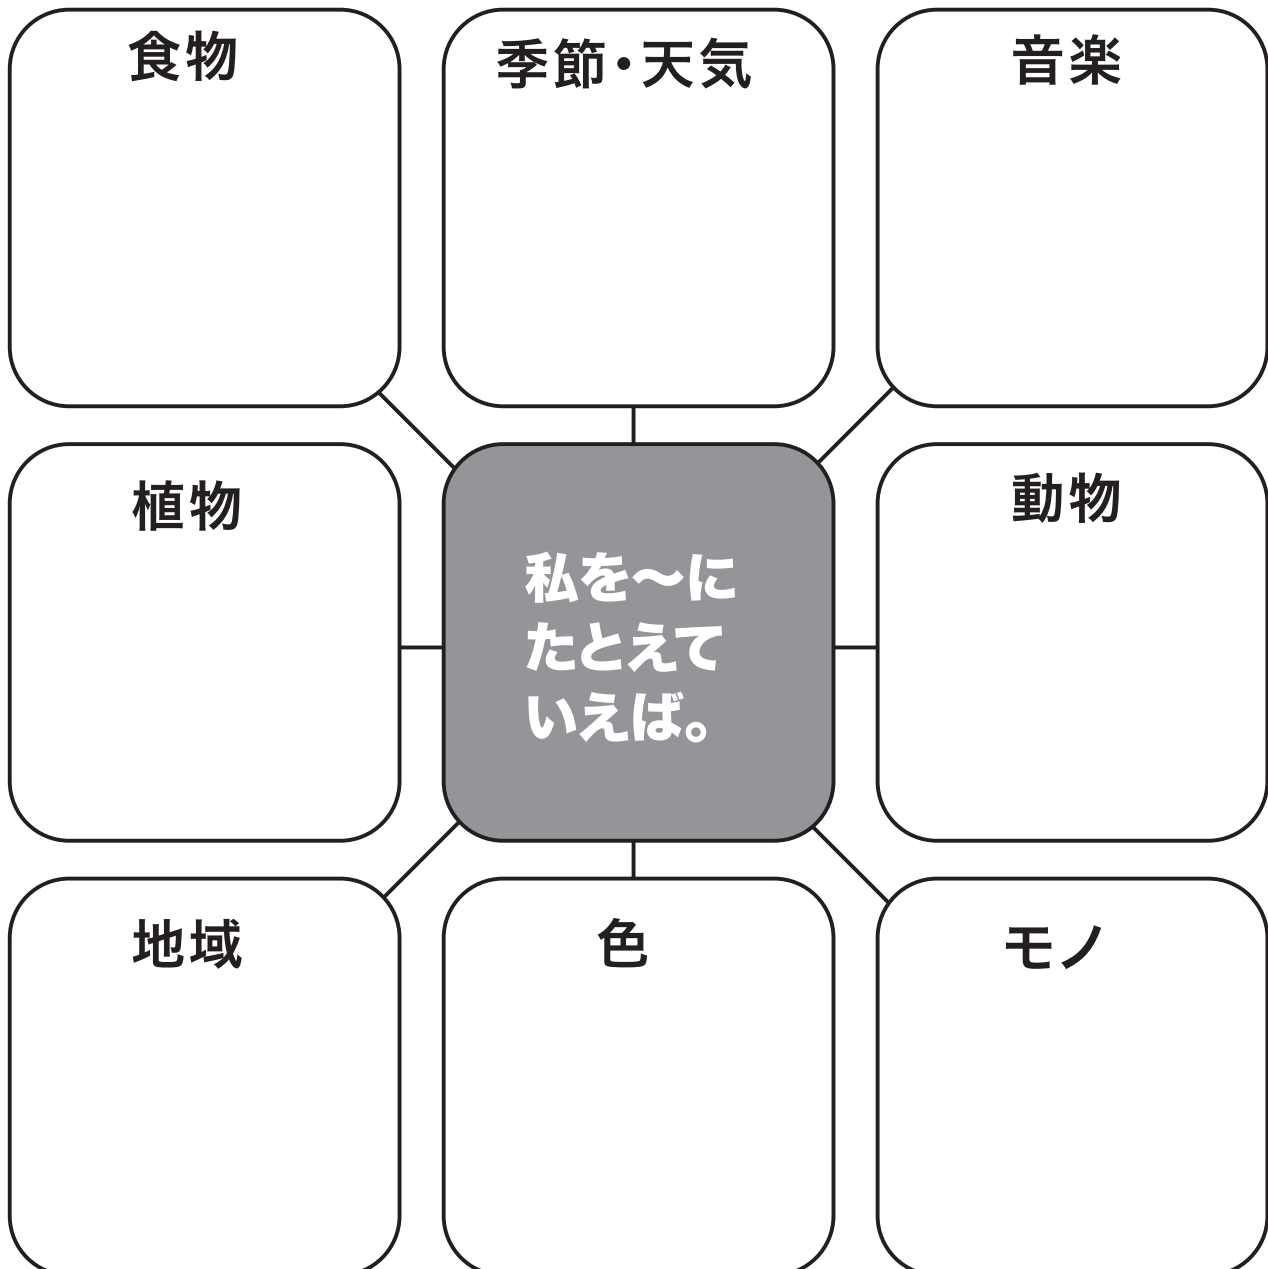 食物
季節・天気
音楽
植物
私を〜に
たとえて
いえば。
動物
地域
色
モノ